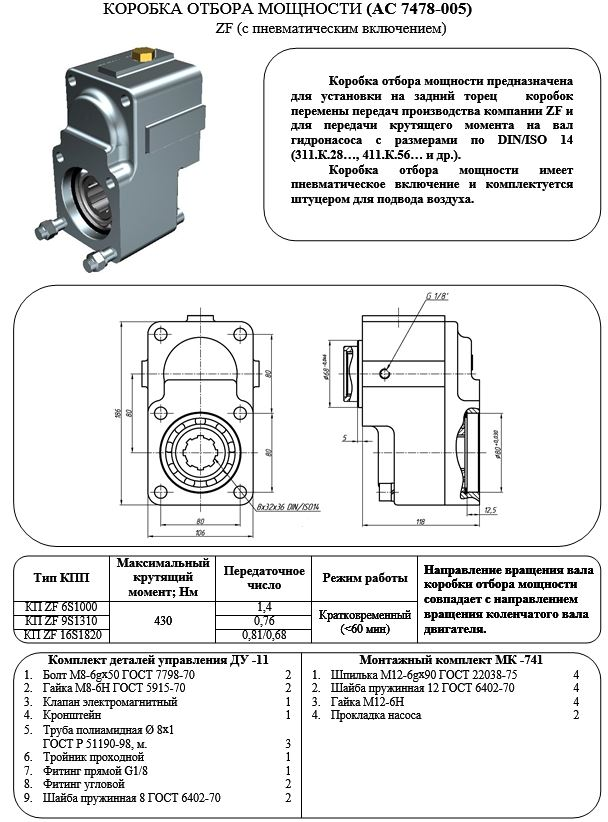 КОРОБКА ОТБОРА МОЩНОСТИ (АС 7478-005)
ZF (с пневматическим включением)
Коробка отбора мощности предназначена
для установки на задний торец коробок
перемены передач производства компании ZF и
для передачи крутящего момента на вал
гидронасоса с размерами по DIN/ISO 14
(311.К.28…, 411.К.56… и др.).
Коробка отбора мощности имеет
пневматическое включение и комплектуется
штуцером для подвода воздуха.
G 1/8'
186
80
80
80
80
106
8x32x36 DIN/ISO14
5
118
12,5
Ø80+0,030
Тип КПП
Максимальный
крутящий
момент; Нм
Передаточное
число
Режим работы
КП ZF 6S1000
1,4
КП ZF 9S1310
430
0,76
КП ZF 16S1820
0,81/0,68
Кратковременный
(<60 мин)
Направление вращения вала
коробки отбора мощности
совпадает с направлением
вращения коленчатого вала
двигателя.
Комплект деталей управления ДУ -11
1. Болт М8-6gх50 ГОСТ 7798-70 2
2. Гайка М8-6Н ГОСТ 5915-70 2
3. Клапан электромагнитный 1
4. Кронштейн 1
5. Труба полиамидная Ø 8х1
ГОСТ Р 51190-98, м. 3
6. Тройник проходной 1
7. Фитинг прямой G1/8 1
8. Фитинг угловой 2
9. Шайба пружинная 8 ГОСТ 6402-70 2
Монтажный комплект МК -741
1. Шпилька М12-6gх90 ГОСТ 22038-75 4
2. Шайба пружинная 12 ГОСТ 6402-70 4
3. Гайка М12-6Н 4
4. Прокладка насоса 2